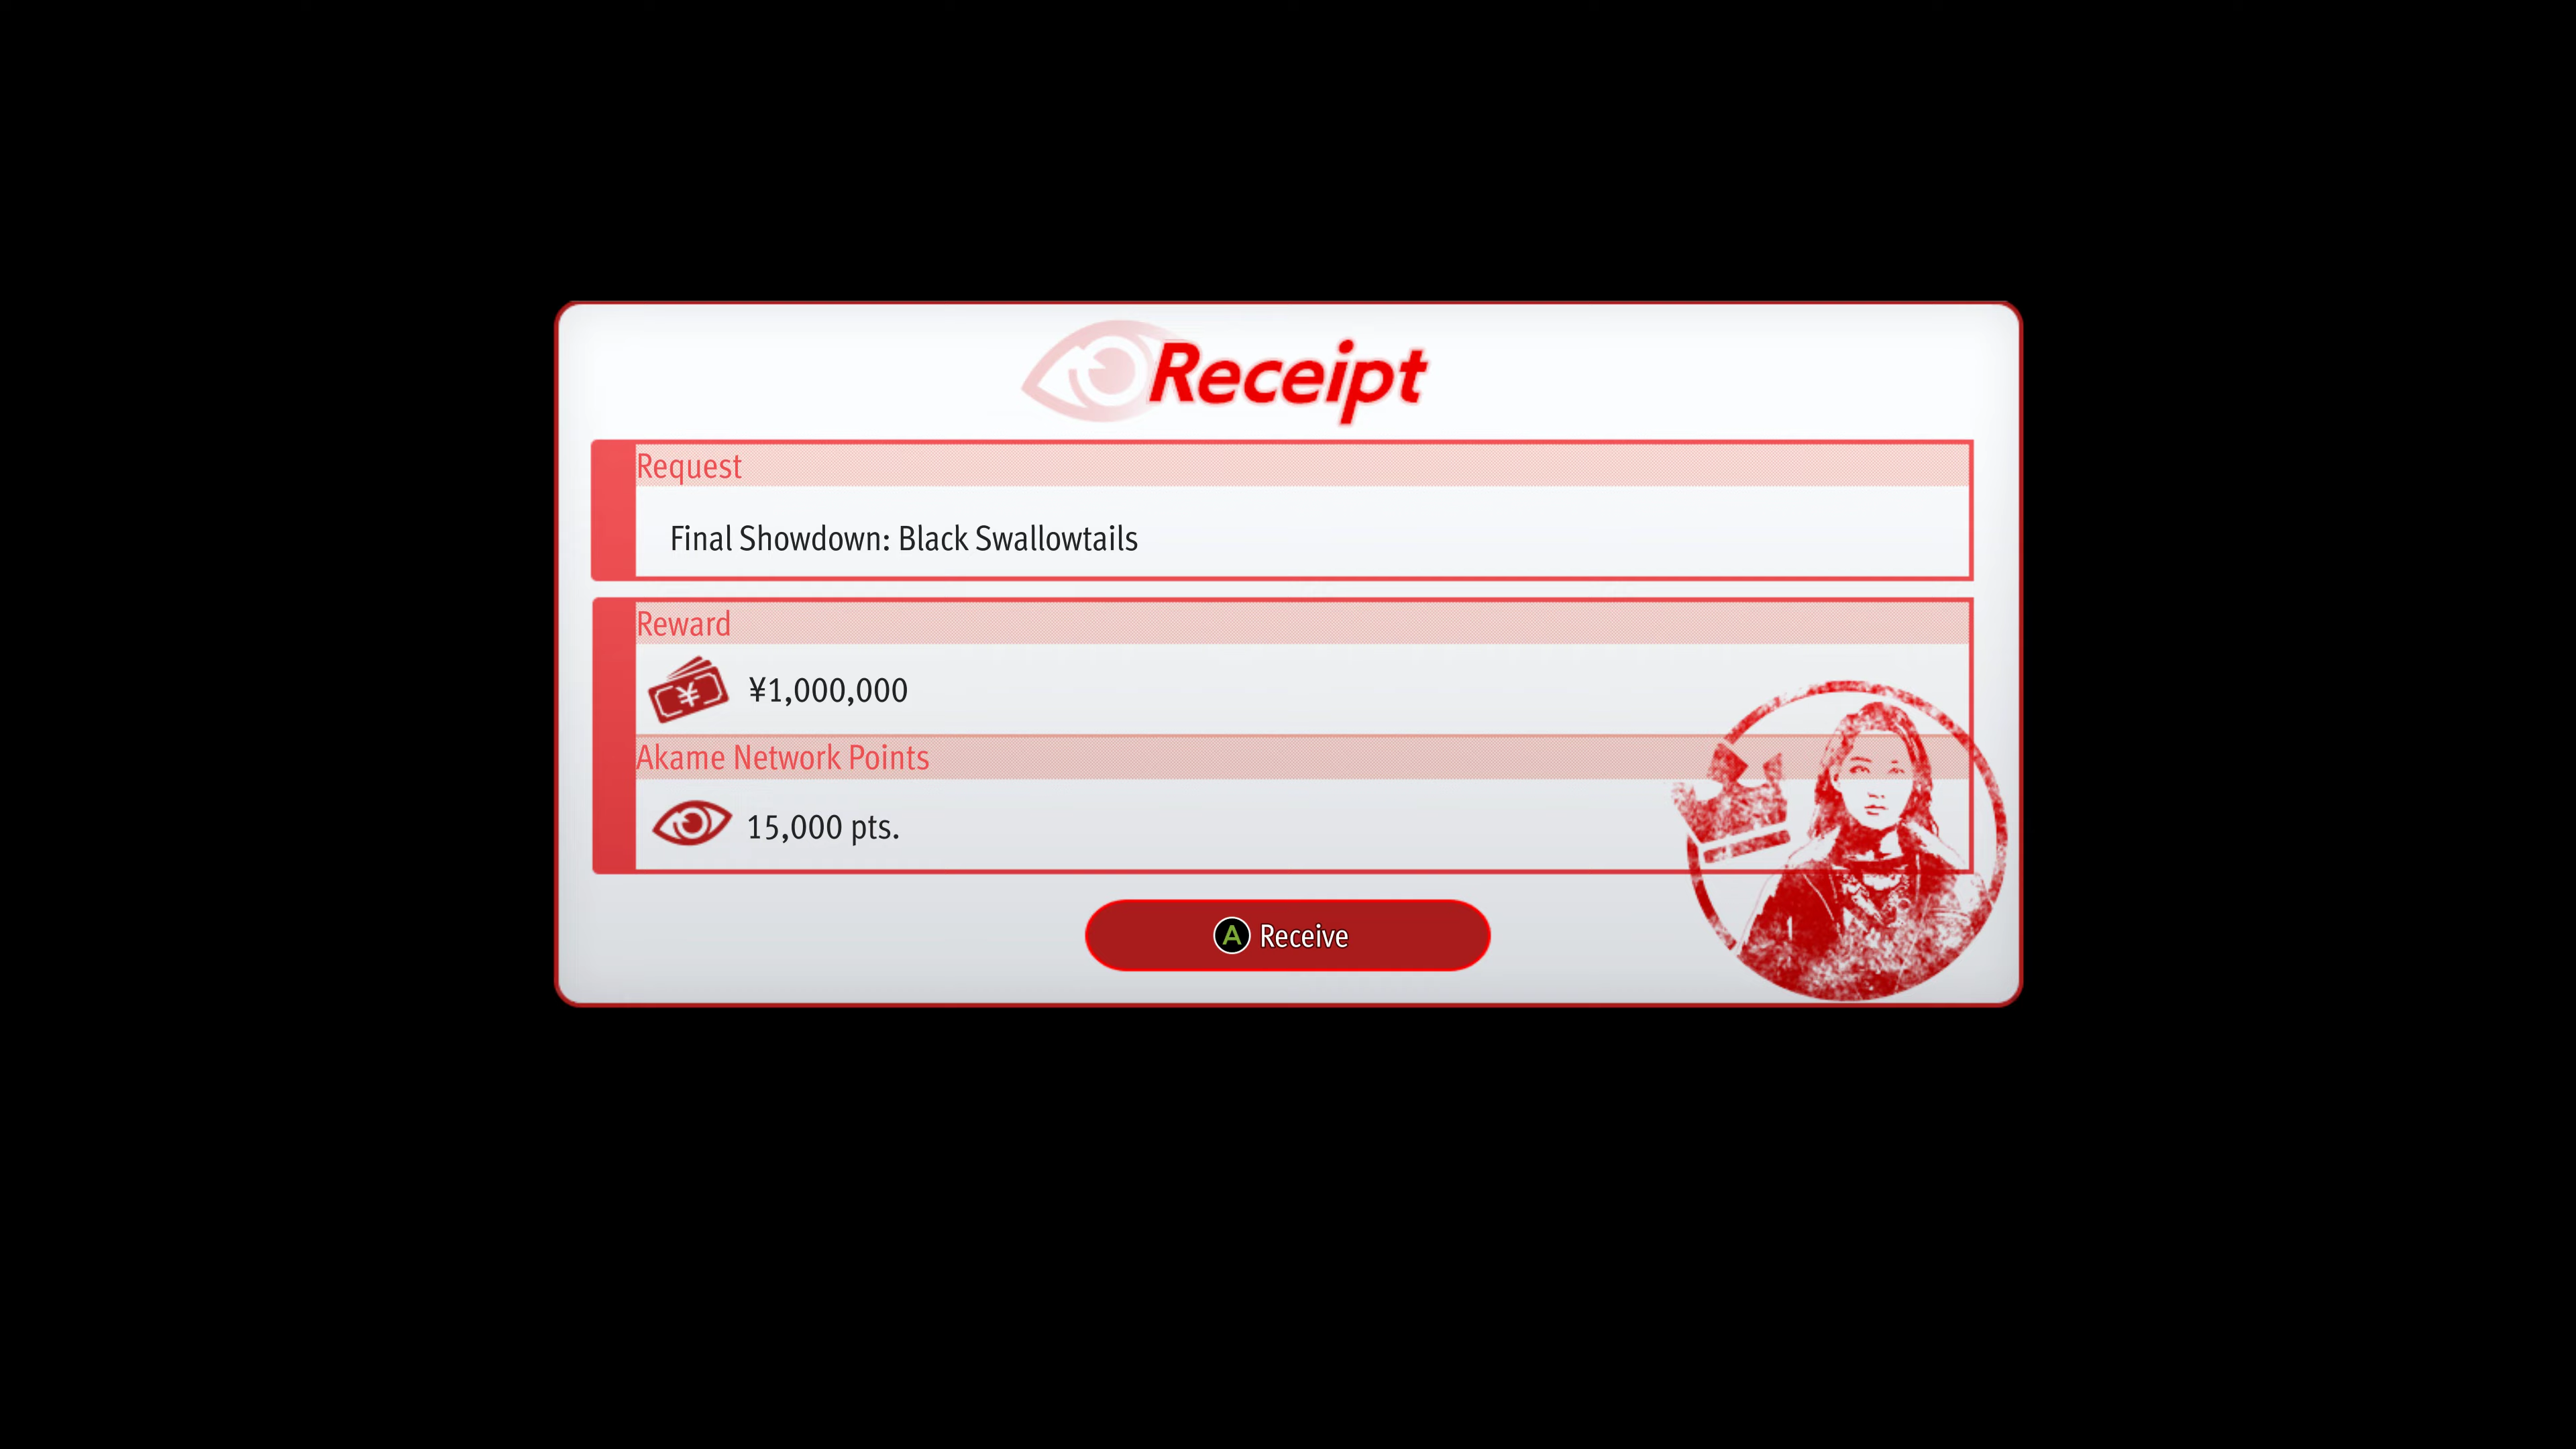 Receipt
Request
Final Showdown: Black Swallowtails
Reward
¥1,000,000
Akame Network Points
15,000 pts.
A Receive